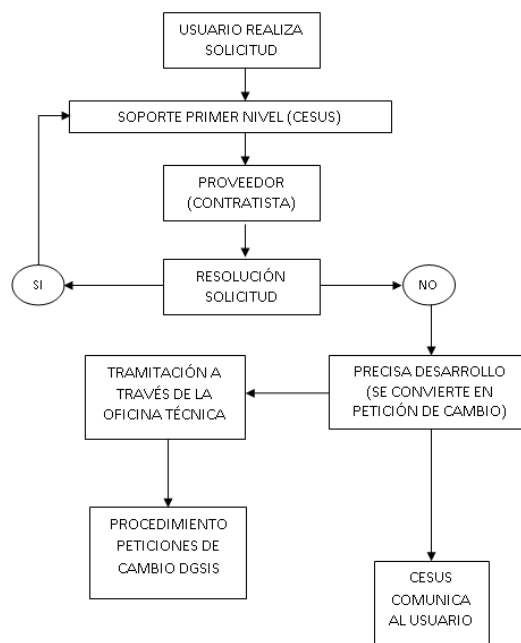 USUARIO REALIZA
SOLICITUD
SOPORTE PRIMER NIVEL (CESUS)
PROVEEDOR
(CONTRATISTA)
SI
RESOLUCIÓN
SOLICITUD
NO
TRAMITACIÓN A
TRAVÉS DE LA
OFICINA TÉCNICA
PRECISA DESARROLLO
(SE CONVIERTE EN
PETICIÓN DE CAMBIO)
PROCEDIMIENTO
PETICIONES DE
CAMBIO DGSIS
CESUS
COMUNICA
AL USUARIO